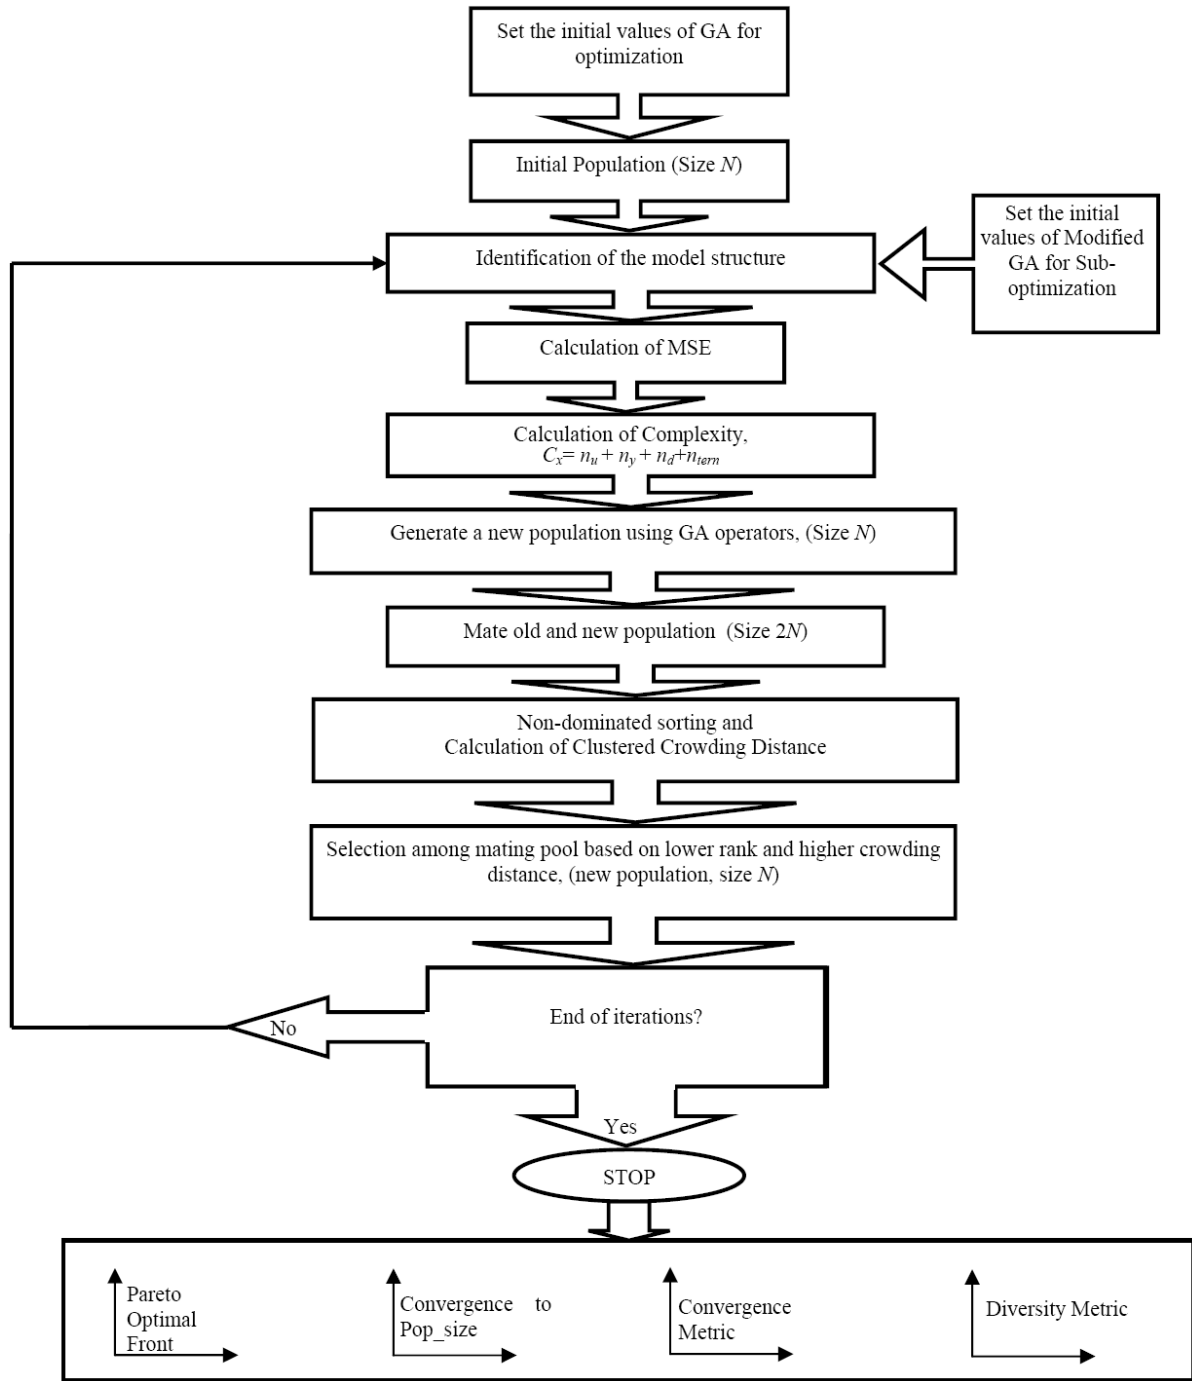 Set the initial values of GA for
optimization
Initial Population (Size N)
Set the initial
values of Modified
GA for Sub-
optimization
Identification of the model structure
Calculation of MSE
Calculation of Complexity,
Cx= nu + ny + nd+nterm
Generate a new population using GA operators, (Size N)
Mate old and new population (Size 2N)
Non-dominated sorting and
Calculation of Clustered Crowding Distance
Selection among mating pool based on lower rank and higher crowding
distance, (new population, size N)
End of iterations?
No
Yes
STOP
Pareto
Optimal
Front
Convergence to
Pop_size
Convergence
Metric
Diversity Metric